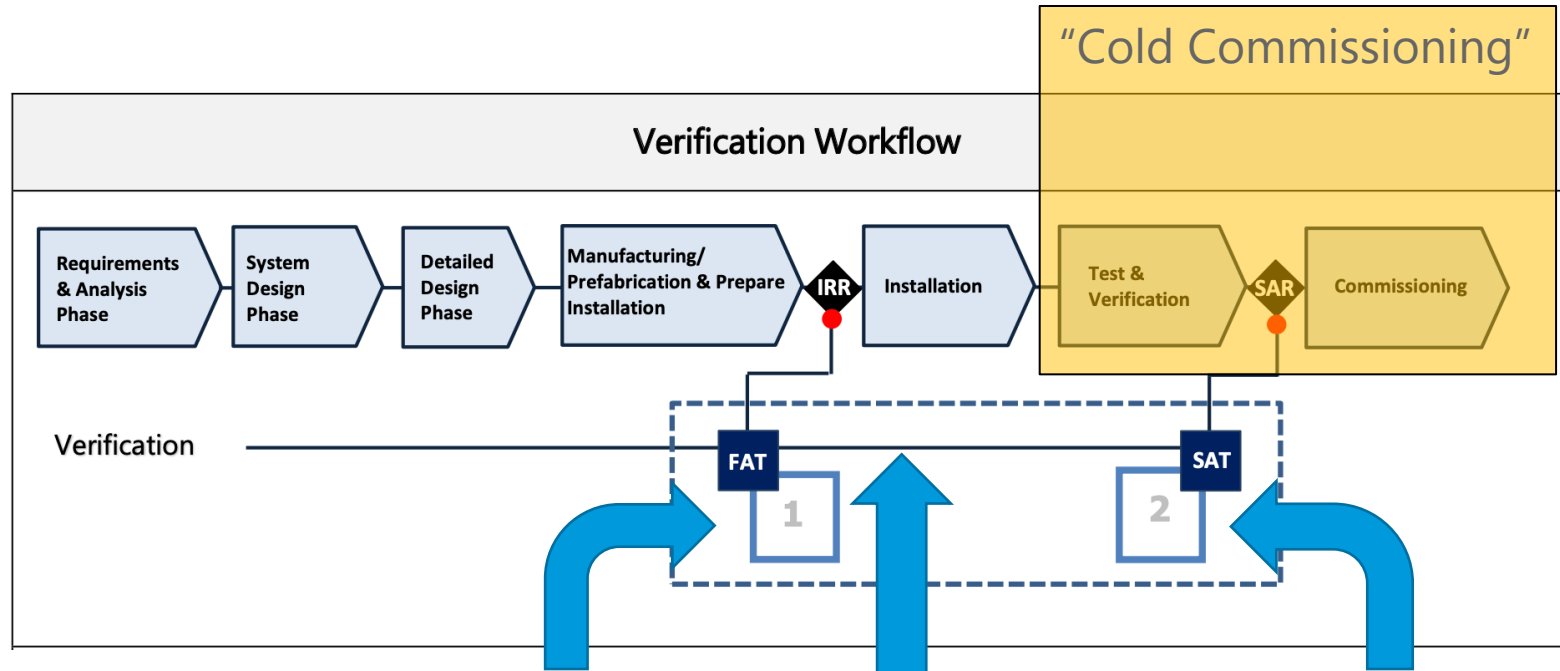 “Cold Commissioning”
Verification Workflow
Requirements
& Analysis
Phase
System
Design
Phase
Detailed
Design
Phase
Manufacturing/
Prefabrication & Prepare
Installation
IRR
Installation
Test &
Verification
SAR
Commissioning
Verification
FAT
SAT
1
2